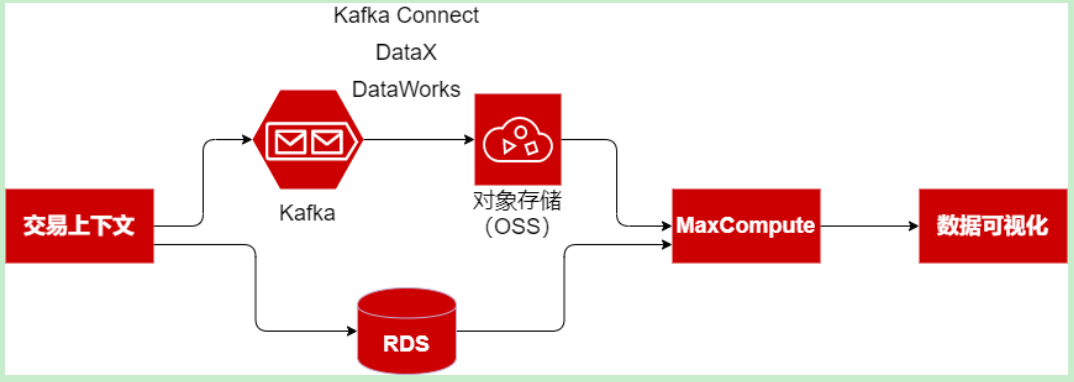 Kafka Connect
DataX
DataWorks
Kafka
对象存储
（OSS）
交易上下文
MaxCompute
数据可视化
RDS